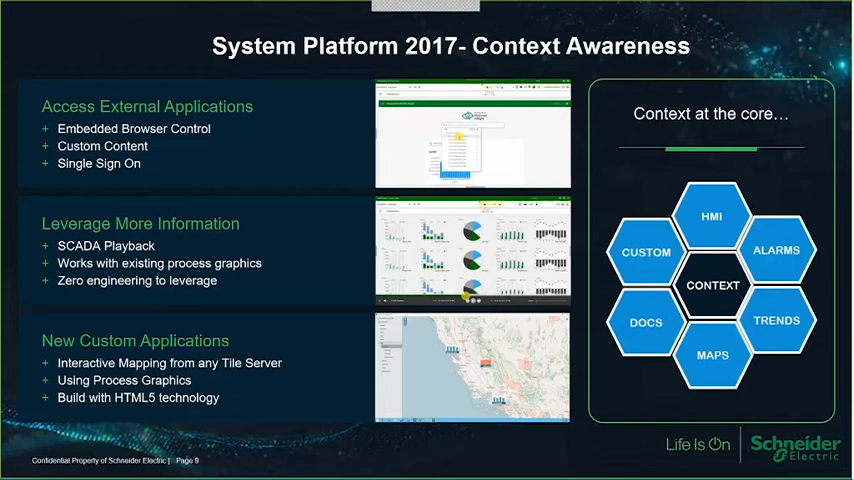 System Platform 2017- Context Awareness
Access External Applications
+ Embedded Browser Control
+ Custom Content
+ Single Sign On
Leverage More Information
+ SCADA Playback
+ Works with existing process graphics
+ Zero engineering to leverage
New Custom Applications
+ Interactive Mapping from any Tile Server
+ Using Process Graphics
+ Build with HTML5 technology
Context at the core…
HMI
CUSTOM
ALARMS
CONTEXT
DOCS
TRENDS
MAPS
Life Is On
Schneider
Electric
Confidential Property of Schneider Electric | Page 9